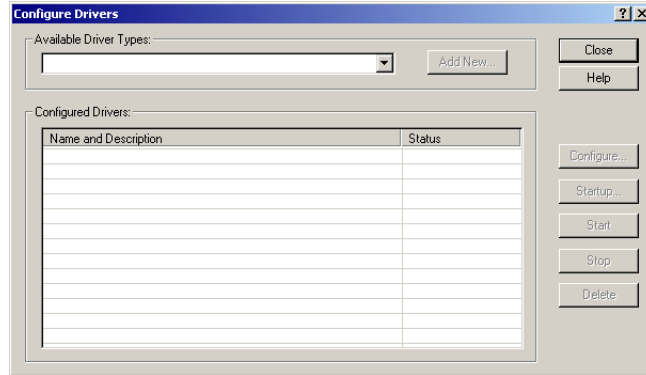 Configure Drivers
Available Driver Types:
Add New...
Close
Help
Configured Drivers:
Name and Description Status
Configure...
Startup...
Start
Stop
Delete